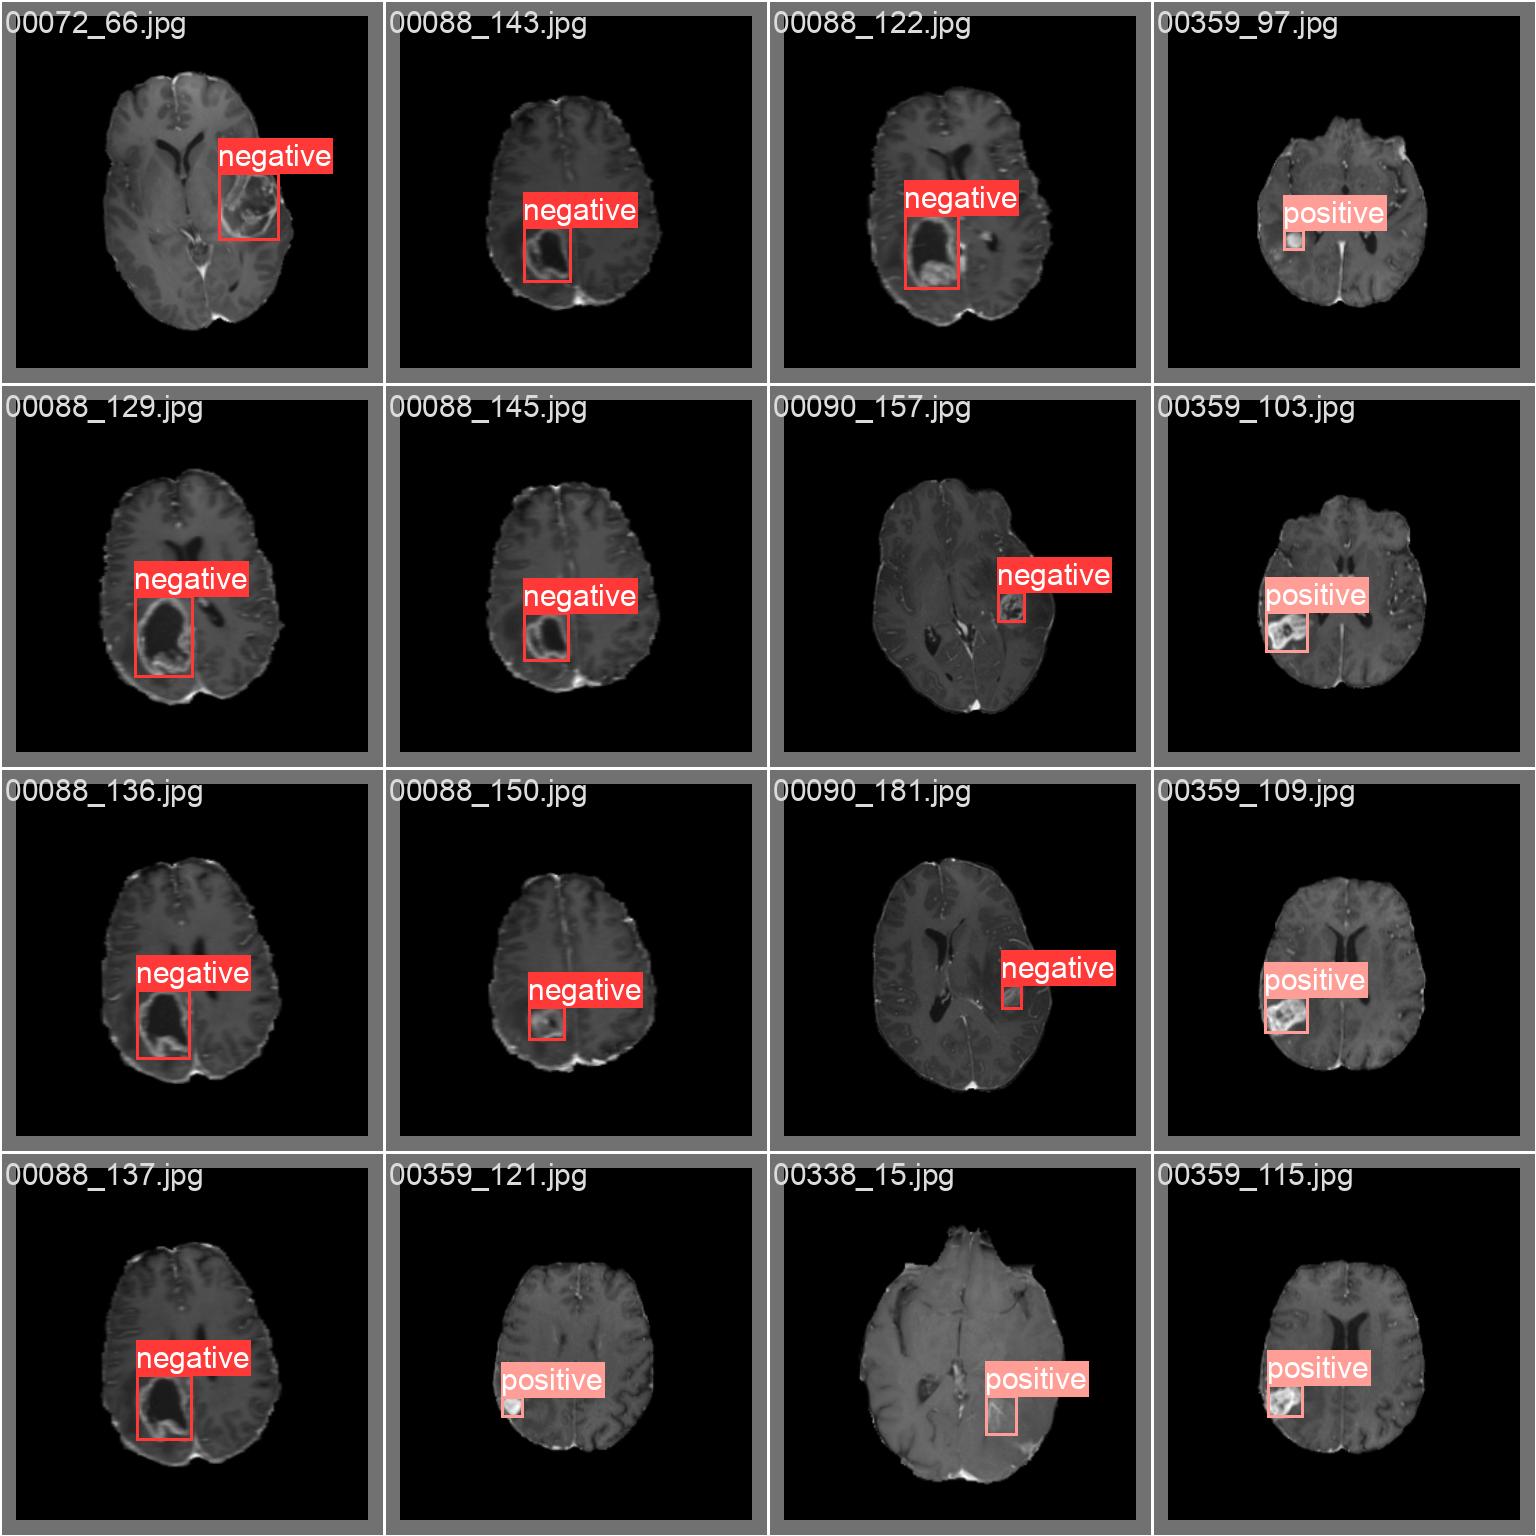 00072_66.jpg
negative
00088_143.jpg
negative
00088_122.jpg
negative
00359_97.jpg
positive
00088_129.jpg
negative
00088_145.jpg
negative
00090_157.jpg
negative
00359_103.jpg
positive
00088_136.jpg
negative
00088_150.jpg
negative
00090_181.jpg
negative
00359_109.jpg
positive
00088_137.jpg
negative
00359_121.jpg
positive
00338_15.jpg
positive
00359_115.jpg
positive